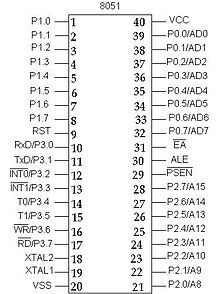 8051
P1.0 1 40 VCC
P1.1 2 39 P0.0/AD0
P1.2 3 38 P0.1/AD1
P1.3 4 37 P0.2/AD2
P1.4 5 36 P0.3/AD3
P1.5 6 35 P0.4/AD4
P1.6 7 34 P0.5/AD5
P1.7 8 33 P0.6/AD6
RST 9 32 P0.7/AD7
RxD/P3.0 10 31 E̅A̅
TxD/P3.1 11 30 ALE
I̅N̅T̅0̅/P3.2 12 29 P̅S̅E̅N̅
I̅N̅T̅1̅/P3.3 13 28 P2.7/A15
T0/P3.4 14 27 P2.6/A14
T1/P3.5 15 26 P2.5/A13
W̅R̅/P3.6 16 25 P2.4/A12
R̅D̅/P3.7 17 24 P2.3/A11
XTAL2 18 23 P2.2/A10
XTAL1 19 22 P2.1/A9
VSS 20 21 P2.0/A8